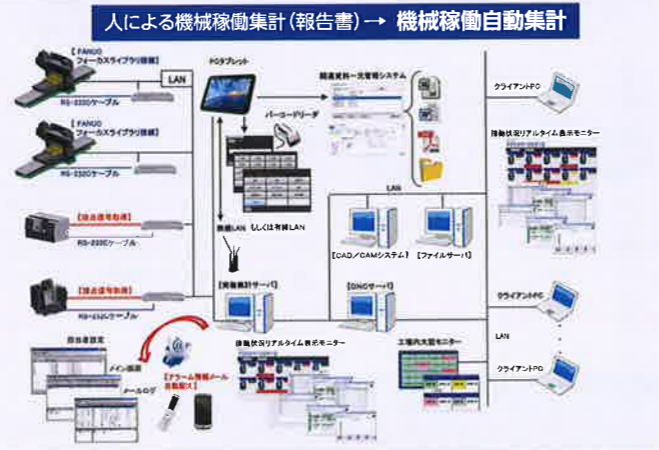 人による機械稼働集計(報告書)→ 機械稼働自動集計
【 FANUC
フォーカスライブラリ接続】
LAN
RS-232Cケーブル
【 FANUC
フォーカスライブラリ接続】
RS-232Cケーブル
【接点信号取得】
RS-232Cケーブル
【接点信号取得】
RS-232Cケーブル
PCタブレット
バーコードリーダ
無線LAN もしくは有線LAN
関連資料一元管理システム
クライアントPC
稼働状況リアルタイム表示モニター
LAN
【CAD/CAMシステム】
【ファイルサーバ】
【実績集計サーバ】
【DNCサーバ】
クライアントPC
LAN
クライアントPC
担当者設定
メイン画面
メールログ
【アラーム情報メール
自動配信】
稼働状況リアルタイム表示モニター
工場内大型モニター